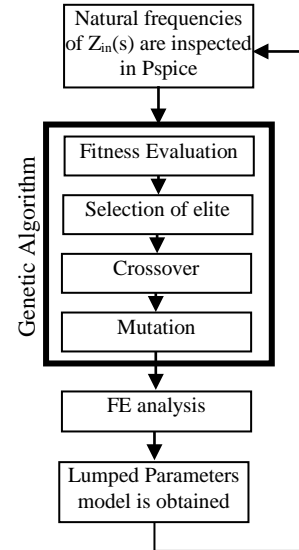 Natural frequencies
of Zin(s) are inspected
in Pspice
Genetic Algorithm
Fitness Evaluation
Selection of elite
Crossover
Mutation
FE analysis
Lumped Parameters
model is obtained